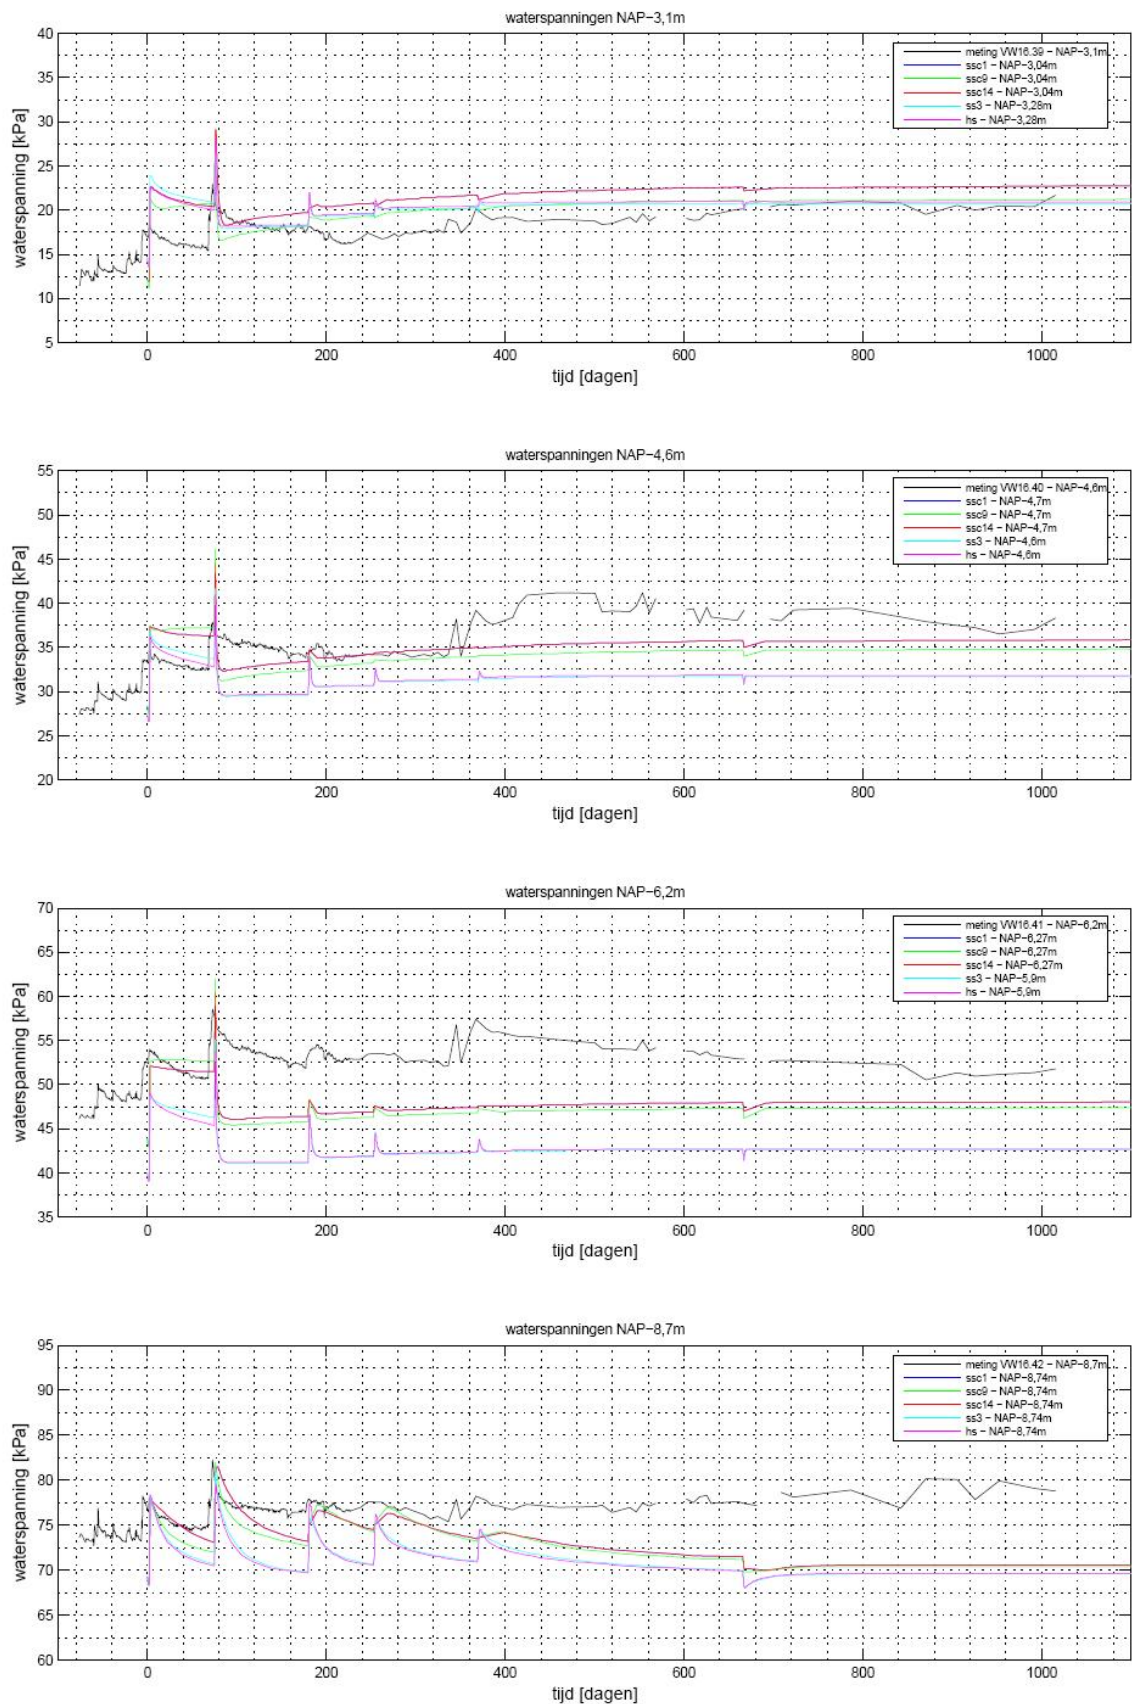 waterspanningen NAP−3,1m
waterspanning [kPa]
40
35
30
25
20
15
10
5
meting VW16.39 − NAP−3,1m
ssc1 − NAP−3,04m
ssc9 − NAP−3,04m
ssc14 − NAP−3,04m
ss3 − NAP−3,28m
hs − NAP−3,28m
0 200 400 600 800 1000
tijd [dagen]
waterspanningen NAP−4,6m
waterspanning [kPa]
55
50
45
40
35
30
25
20
meting VW16.40 − NAP−4,6m
ssc1 − NAP−4,7m
ssc9 − NAP−4,7m
ssc14 − NAP−4,7m
ss3 − NAP−4,6m
hs − NAP−4,6m
0 200 400 600 800 1000
tijd [dagen]
waterspanningen NAP−6,2m
waterspanning [kPa]
70
65
60
55
50
45
40
35
meting VW16.41 − NAP−6,2m
ssc1 − NAP−6,27m
ssc9 − NAP−6,27m
ssc14 − NAP−6,27m
ss3 − NAP−5,9m
hs − NAP−5,9m
0 200 400 600 800 1000
tijd [dagen]
waterspanningen NAP−8,7m
waterspanning [kPa]
95
90
85
80
75
70
65
60
meting VW16.42 − NAP−8,7m
ssc1 − NAP−8,74m
ssc9 − NAP−8,74m
ssc14 − NAP−8,74m
ss3 − NAP−8,74m
hs − NAP−8,74m
0 200 400 600 800 1000
tijd [dagen]